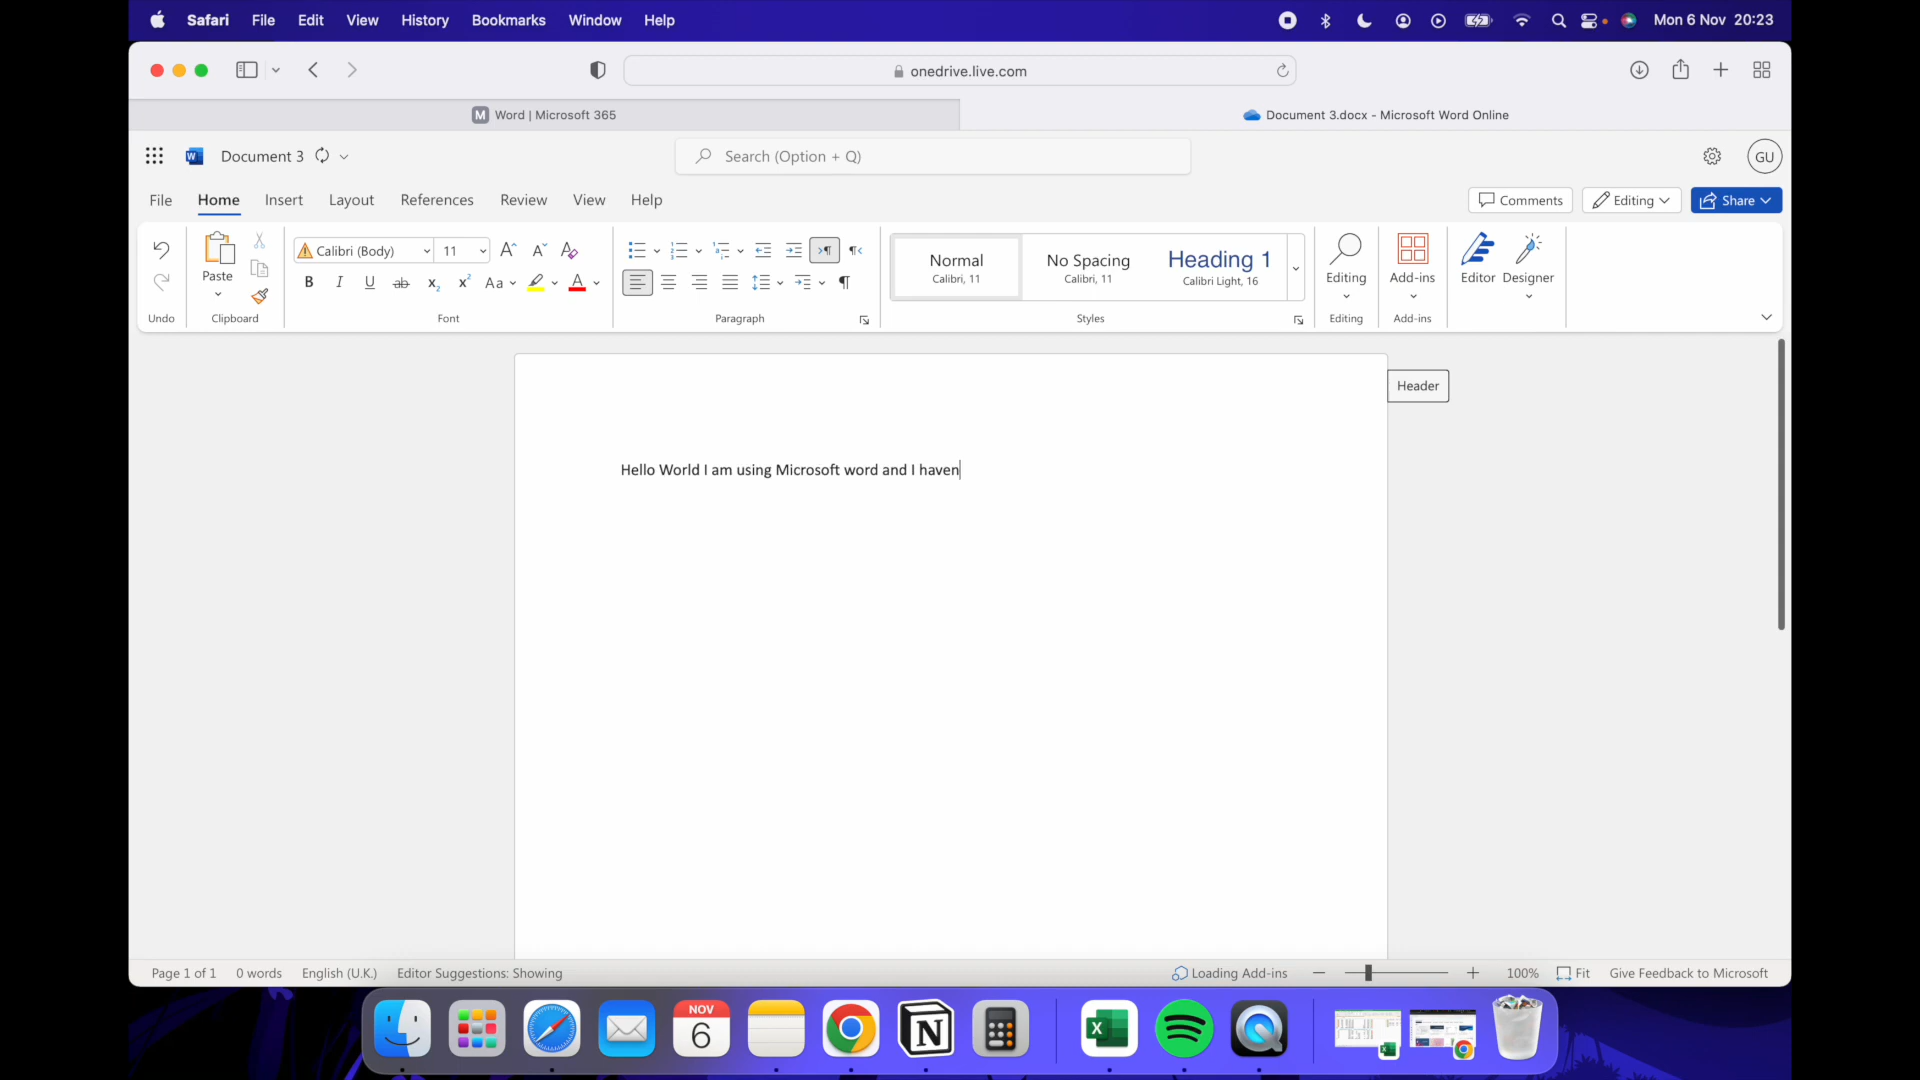 Safari File Edit View History Bookmarks Window Help Mon 6 Nov 20:23
onedrive.live.com
M Word | Microsoft 365 Document 3.docx - Microsoft Word Online
W Document 3 Search (Option + Q) GU
File Home Insert Layout References Review View Help Comments Editing Share
Paste Calibri (Body) 11 Normal No Spacing Heading 1 Editing Add-ins Editor Designer
Calibri, 11 Calibri, 11 Calibri Light, 16
B I U ab x₂ x² Aa A
Undo Clipboard Font Paragraph Styles Editing Add-ins
Header
Hello World I am using Microsoft word and I haven
Page 1 of 1 0 words English (U.K.) Editor Suggestions: Showing Loading Add-ins 100% Fit Give Feedback to Microsoft
NOV
6
N
X